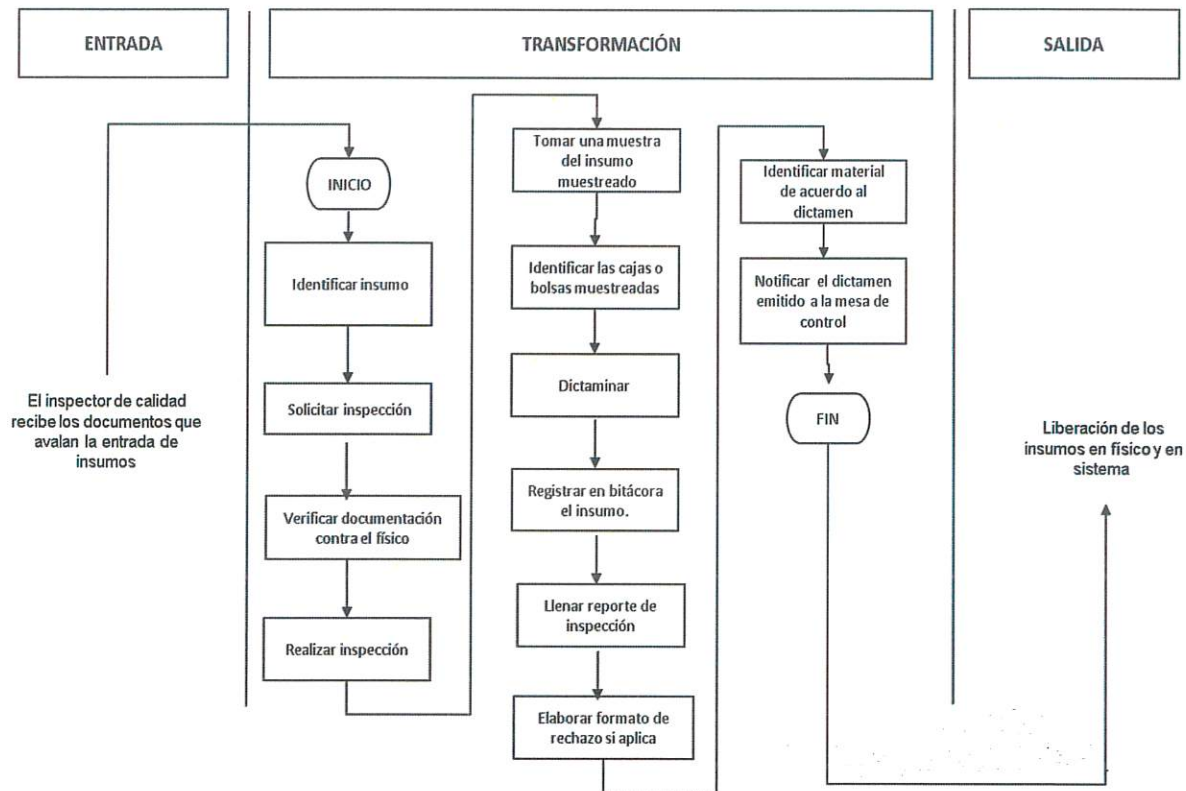 ENTRADA
TRANSFORMACIÓN
SALIDA
El inspector de calidad
recibe los documentos que
avalan la entrada de
insumos
INICIO
Identificar insumo
Solicitar inspección
Verificar documentación
contra el físico
Realizar inspección
Tomar una muestra
del insumo
muestreado
Identificar las cajas o
bolsas muestreadas
Dictaminar
Registrar en bitácora
el insumo.
Llenar reporte de
inspección
Elaborar formato de
rechazo si aplica
Identificar material
de acuerdo al
dictamen
Notificar el dictamen
emitido a la mesa de
control
FIN
Liberación de los
insumos en físico y en
sistema